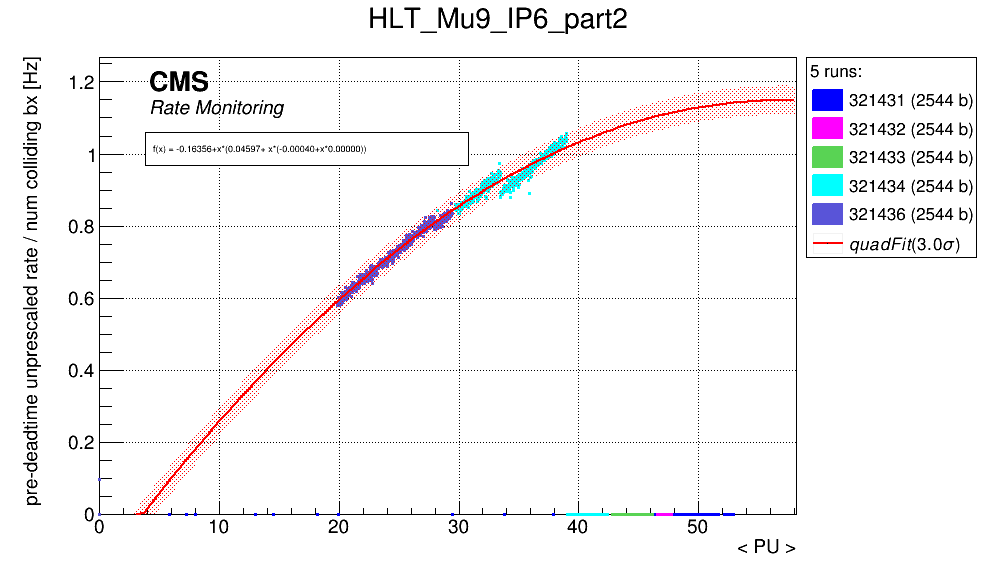 HLT_Mu9_IP6_part2
pre-deadtime unprescaled rate / num colliding bx [Hz]
CMS
Rate Monitoring
f(x) = -0.16356+x*(0.04597+ x*(-0.00040+x*0.00000))
1.2
1
0.8
0.6
0.4
0.2
0
0 10 20 30 40 50
< PU >
5 runs:
321431 (2544 b)
321432 (2544 b)
321433 (2544 b)
321434 (2544 b)
321436 (2544 b)
quadFit(3.0σ)